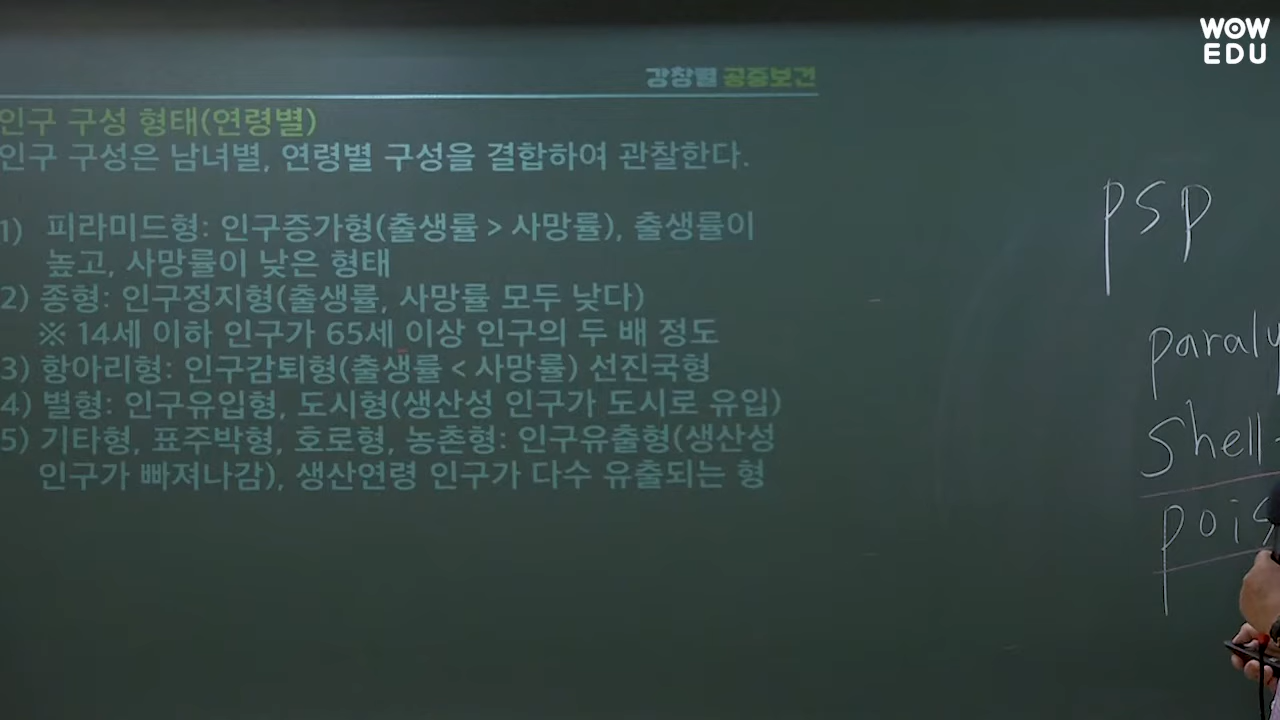 WOW
EDU
강창렬 공중보건
인구 구성 형태(연령별)
인구 구성은 남녀별, 연령별 구성을 결합하여 관찰한다.
1) 피라미드형: 인구증가형(출생률 > 사망률), 출생률이
높고, 사망률이 낮은 형태
2) 종형: 인구정지형(출생률, 사망률 모두 낮다)
※ 14세 이하 인구가 65세 이상 인구의 두 배 정도
3) 항아리형: 인구감퇴형(출생률 < 사망률) 선진국형
4) 별형: 인구유입형, 도시형(생산성 인구가 도시로 유입)
5) 기타형, 표주박형, 호로형, 농촌형: 인구유출형(생산성
인구가 빠져나감), 생산연령 인구가 다수 유출되는 형
psp
shell